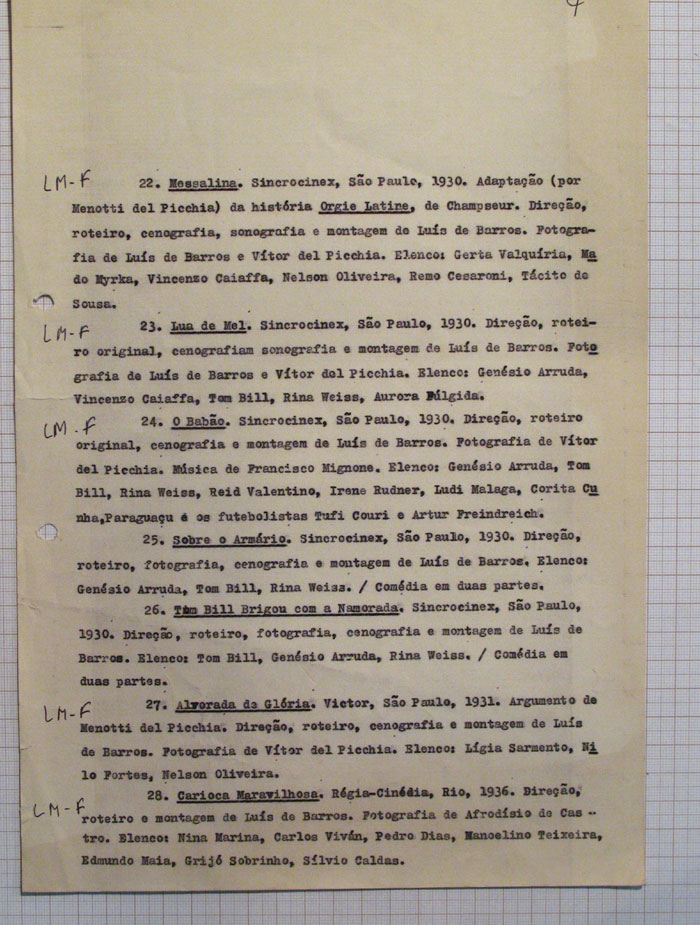 4
LM-F 22. Messalina. Sincrocinex, São Paulo, 1930. Adaptação (por
Menotti del Picchia) da história Orgie Latine, de Champseur. Direção,
roteiro, cenografia, sonografia e montagem de Luís de Barros. Fotogra-
fia de Luís de Barros e Vítor del Picchia. Elenco: Gerta Valquíria, Ma
do Myrka, Vincenzo Caiaffa, Nelson Oliveira, Remo Cesaroni, Tácito de
Sousa.
LM-F 23. Lua de Mel. Sincrocinex, São Paulo, 1930. Direção, rotei-
ro original, cenografiam sonografia e montagem de Luís de Barros. Foto
grafia de Luís de Barros e Vítor del Picchia. Elenco: Genésio Arruda,
Vincenzo Caiaffa, Tom Bill, Rina Weiss, Aurora Fúlgida.
LM-F 24. O Babão. Sincrocinex, São Paulo, 1930. Direção, roteiro
original, cenografia e montagem de Luís de Barros. Fotografia de Vítor
del Picchia. Música de Francisco Mignone. Elenco: Genésio Arruda, Tom
Bill, Rina Weiss, Reid Valentino, Irene Rudner, Ludi Malaga, Corita Cu
nha,Paraguaçu e os futebolistas Tufi Couri e Artur Freindreich.
25. Sobre o Armário. Sincrocinex, São Paulo, 1930. Direção,
roteiro, fotografia, cenografia e montagem de Luís de Barros. Elenco:
Genésio Arruda, Tom Bill, Rina Weiss. / Comédia em duas partes.
26. Tom Bill Brigou com a Namorada. Sincrocinex, São Paulo,
1930. Direção, roteiro, fotografia, cenografia e montagem de Luís de
Barros. Elenco: Tom Bill, Genésio Arruda, Rina Weiss. / Comédia em
duas partes.
LM-F 27. Alvorada de Glória. Victor, São Paulo, 1931. Argumento de
Menotti del Picchia. Direção, roteiro, cenografia e montagem de Luís
de Barros. Fotografia de Vítor del Picchia. Elenco: Lígia Sarmento, Ni
lo Fortes, Nelson Oliveira.
LM-F 28. Carioca Maravilhosa. Régia-Cinédia, Rio, 1936. Direção,
roteiro e montagem de Luís de Barros. Fotografia de Afrodísio de Cas-
tro. Elenco: Nina Marina, Carlos Viván, Pedro Dias, Manoelino Teixeira,
Edmundo Maia, Grijó Sobrinho, Sílvio Caldas.